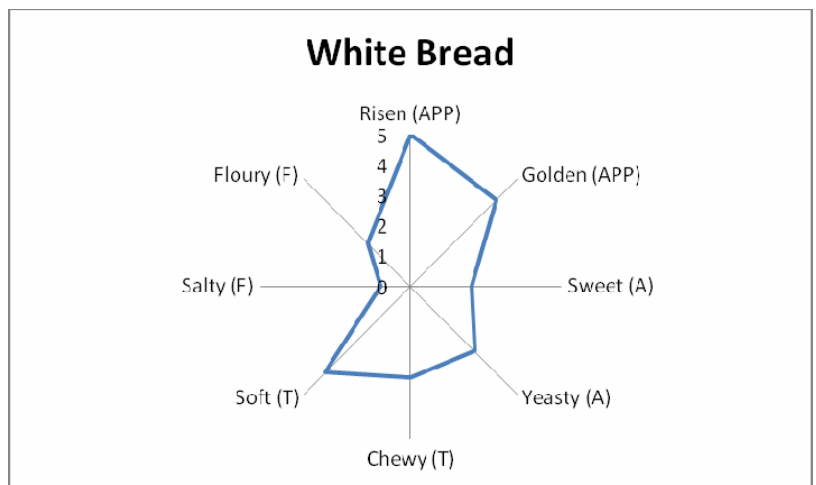 White Bread
Risen (APP)
5
4
3
2
1
0
Golden (APP)
Sweet (A)
Yeasty (A)
Chewy (T)
Soft (T)
Salty (F)
Floury (F)